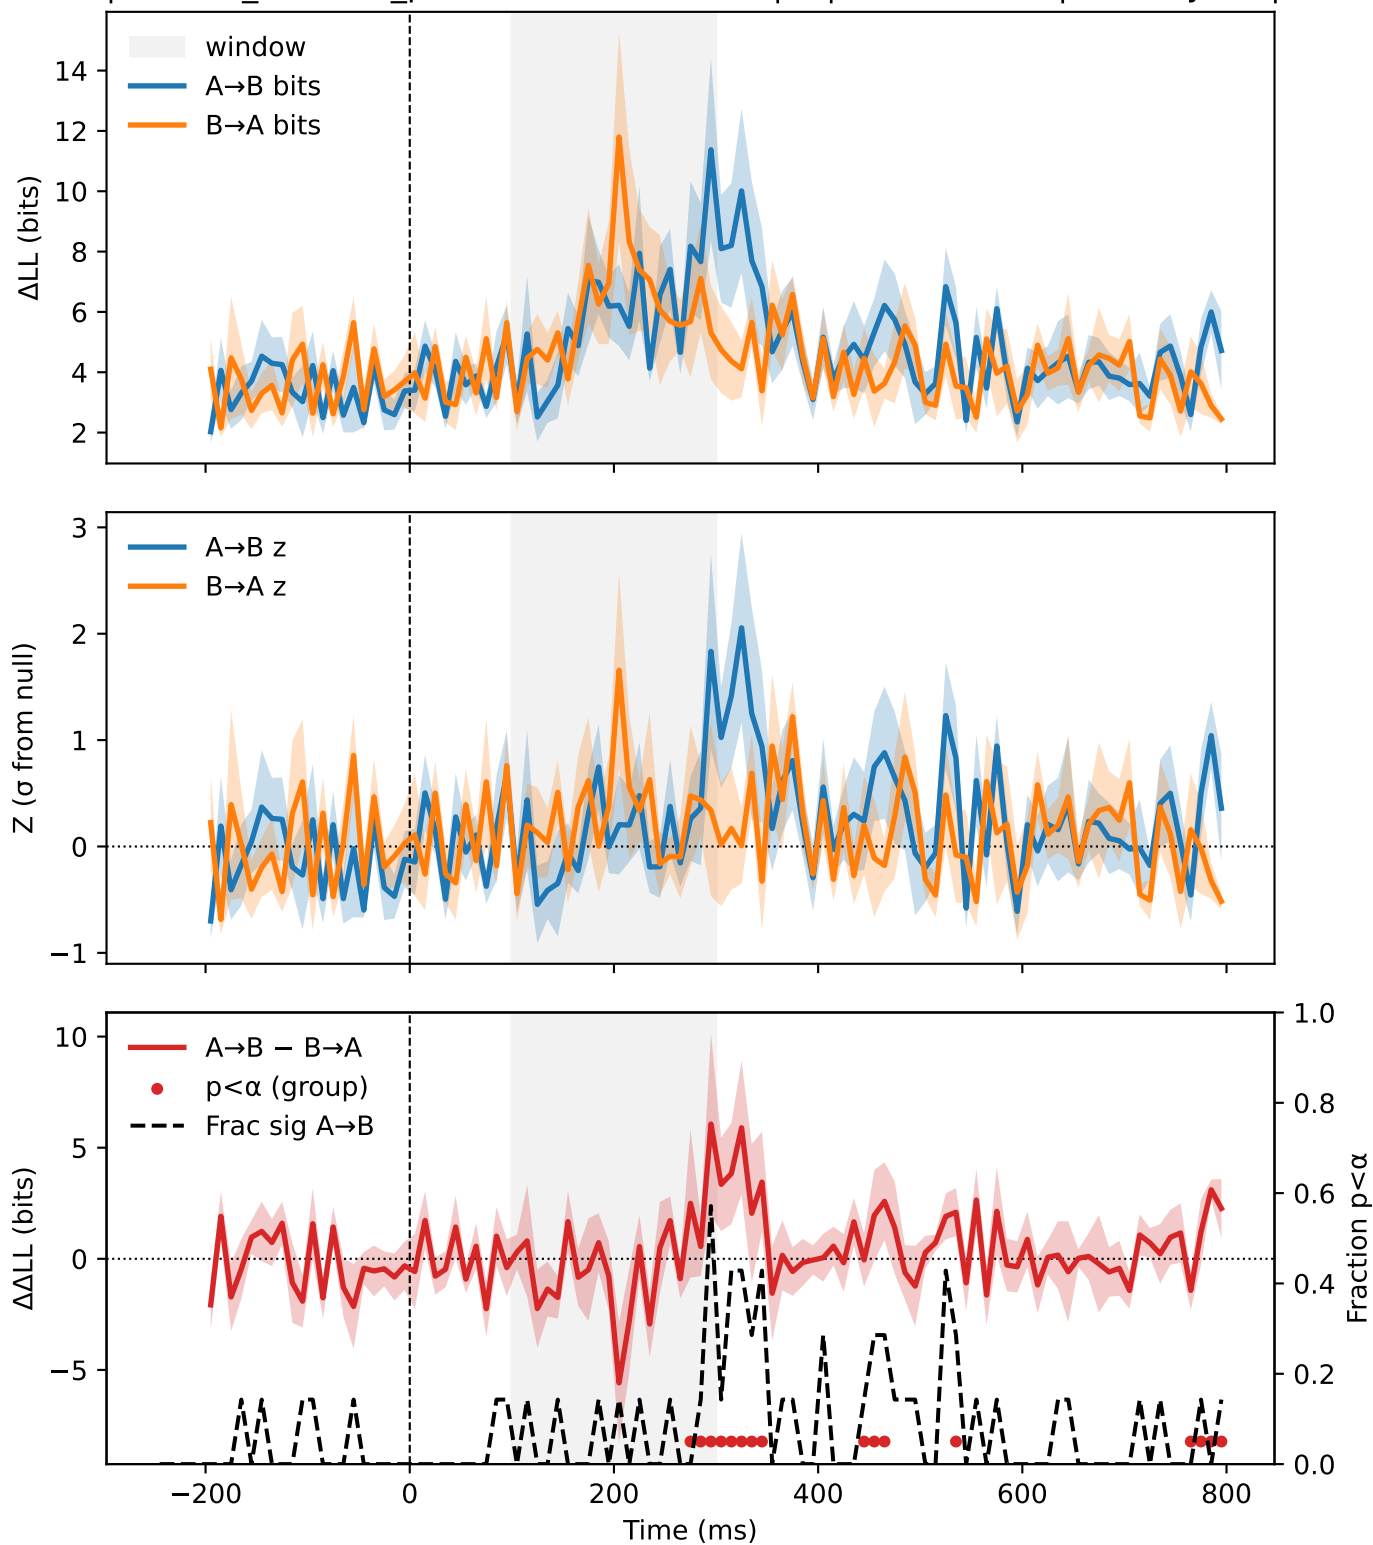 window
A→B bits
B→A bits
ΔLL (bits)
14
12
10
8
6
4
2
A→B z
B→A z
Z (σ from null)
3
2
1
0
−1
A→B − B→A
p<α (group)
Frac sig A→B
ΔΔLL (bits)
10
5
0
−5
1.0
0.8
0.6
0.4
0.2
0.0
Fraction p<α
−200 0 200 400 600 800
Time (ms)